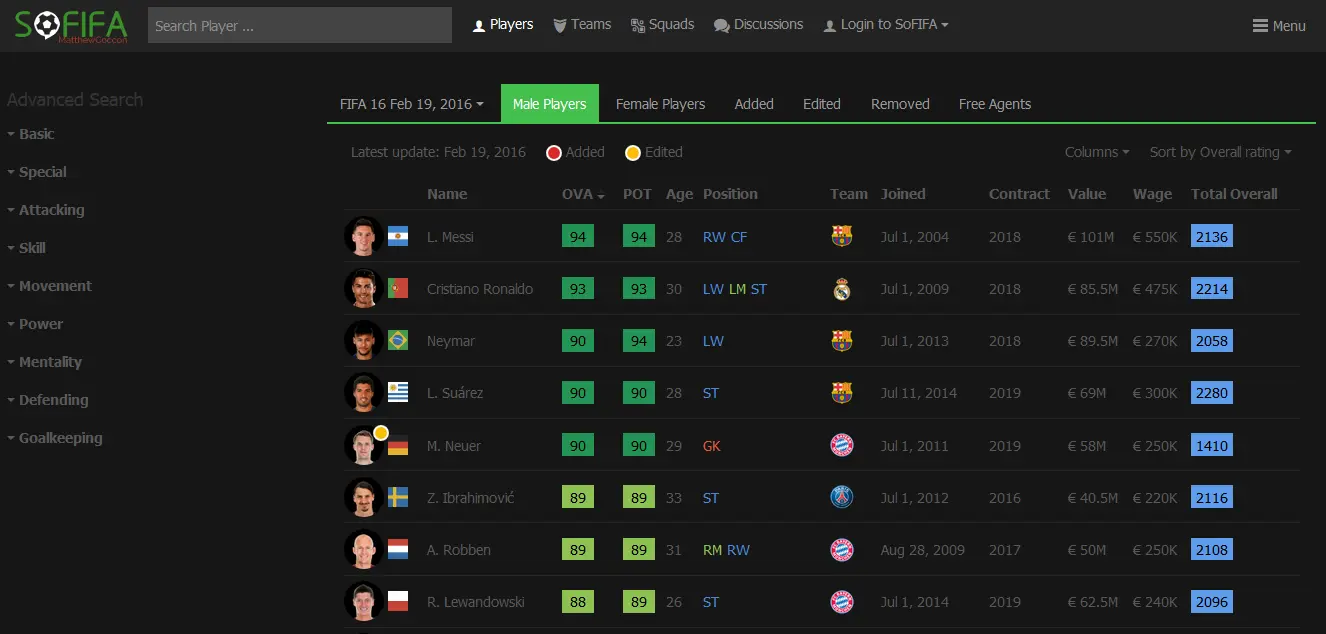 SOFIFA
MatthewGoccon
Search Player ...
Players
Teams
Squads
Discussions
Login to SoFIFA
Menu
Advanced Search
Basic
Special
Attacking
Skill
Movement
Power
Mentality
Defending
Goalkeeping
FIFA 16 Feb 19, 2016 Male Players Female Players Added Edited Removed Free Agents
Latest update: Feb 19, 2016 Added Edited Columns Sort by Overall rating
Name OVA POT Age Position Team Joined Contract Value Wage Total Overall
L. Messi 94 94 28 RW CF Jul 1, 2004 2018 € 101M € 550K 2136
Cristiano Ronaldo 93 93 30 LW LM ST Jul 1, 2009 2018 € 85.5M € 475K 2214
Neymar 90 94 23 LW Jul 1, 2013 2018 € 89.5M € 270K 2058
L. Suárez 90 90 28 ST Jul 11, 2014 2019 € 69M € 300K 2280
M. Neuer 90 90 29 GK Jul 1, 2011 2019 € 58M € 250K 1410
Z. Ibrahimović 89 89 33 ST Jul 1, 2012 2016 € 40.5M € 220K 2116
A. Robben 89 89 31 RM RW Aug 28, 2009 2017 € 50M € 250K 2108
R. Lewandowski 88 89 26 ST Jul 1, 2014 2019 € 62.5M € 240K 2096